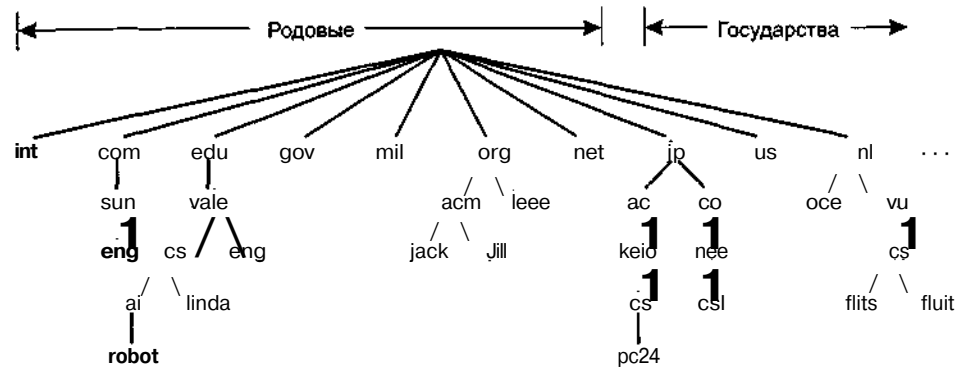 Родовые Государства
int com edu gov mil org net jp us nl ...
sun vale acm ieee ac co oce vu
eng cs eng jack Jill keio nee cs
ai linda cs csl flits fluit
robot pc24